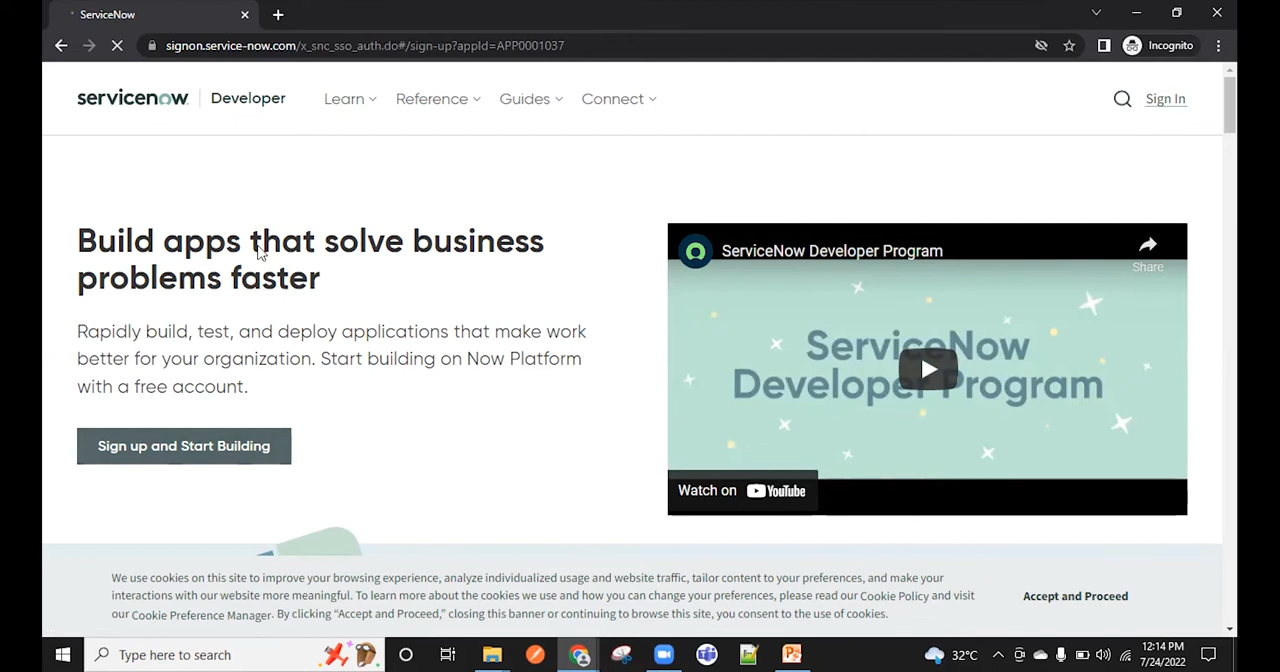 ServiceNow
signon.service-now.com/x_snc_sso_auth.do#/sign-up?appId=APP0001037
Incognito
servicenow Developer Learn Reference Guides Connect Sign In
Build apps that solve business
problems faster
Rapidly build, test, and deploy applications that make work
better for your organization. Start building on Now Platform
with a free account.
Sign up and Start Building
ServiceNow Developer Program
Share
ServiceNow
Developer Program
Watch on YouTube
We use cookies on this site to improve your browsing experience, analyze individualized usage and website traffic, tailor content to your preferences, and make your
interactions with our website more meaningful. To learn more about the cookies we use and how you can change your preferences, please read our Cookie Policy and visit
our Cookie Preference Manager. By clicking “Accept and Proceed,” closing this banner or continuing to browse this site, you consent to the use of cookies.
Accept and Proceed
Type here to search
32°C
12:14 PM
7/24/2022